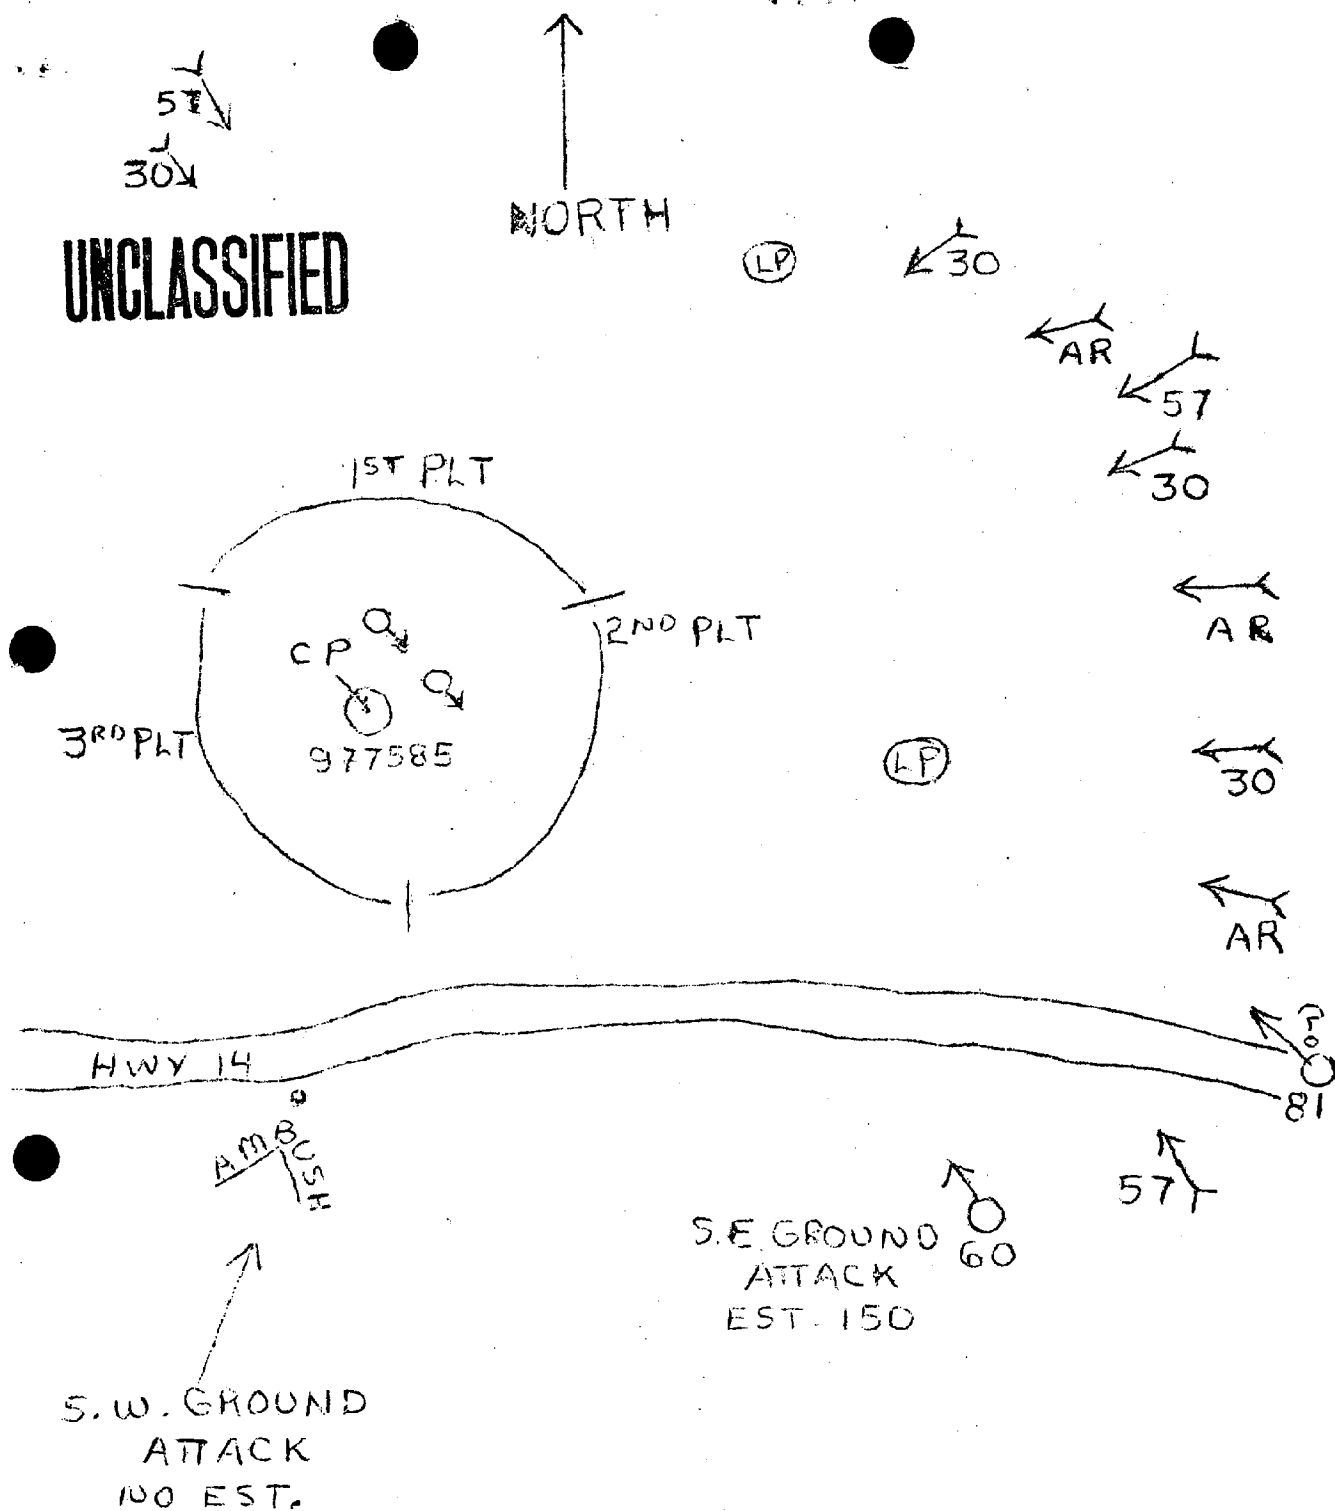 57
30
UNCLASSIFIED
NORTH
LP
30
AR
57
30
1ST PLT
2ND PLT
CP
977585
3RD PLT
AR
LP
30
AR
HWY 14
81
AMBUSH
57
60
S.E. GROUND
ATTACK
EST. 150
S.W. GROUND
ATTACK
NO EST.